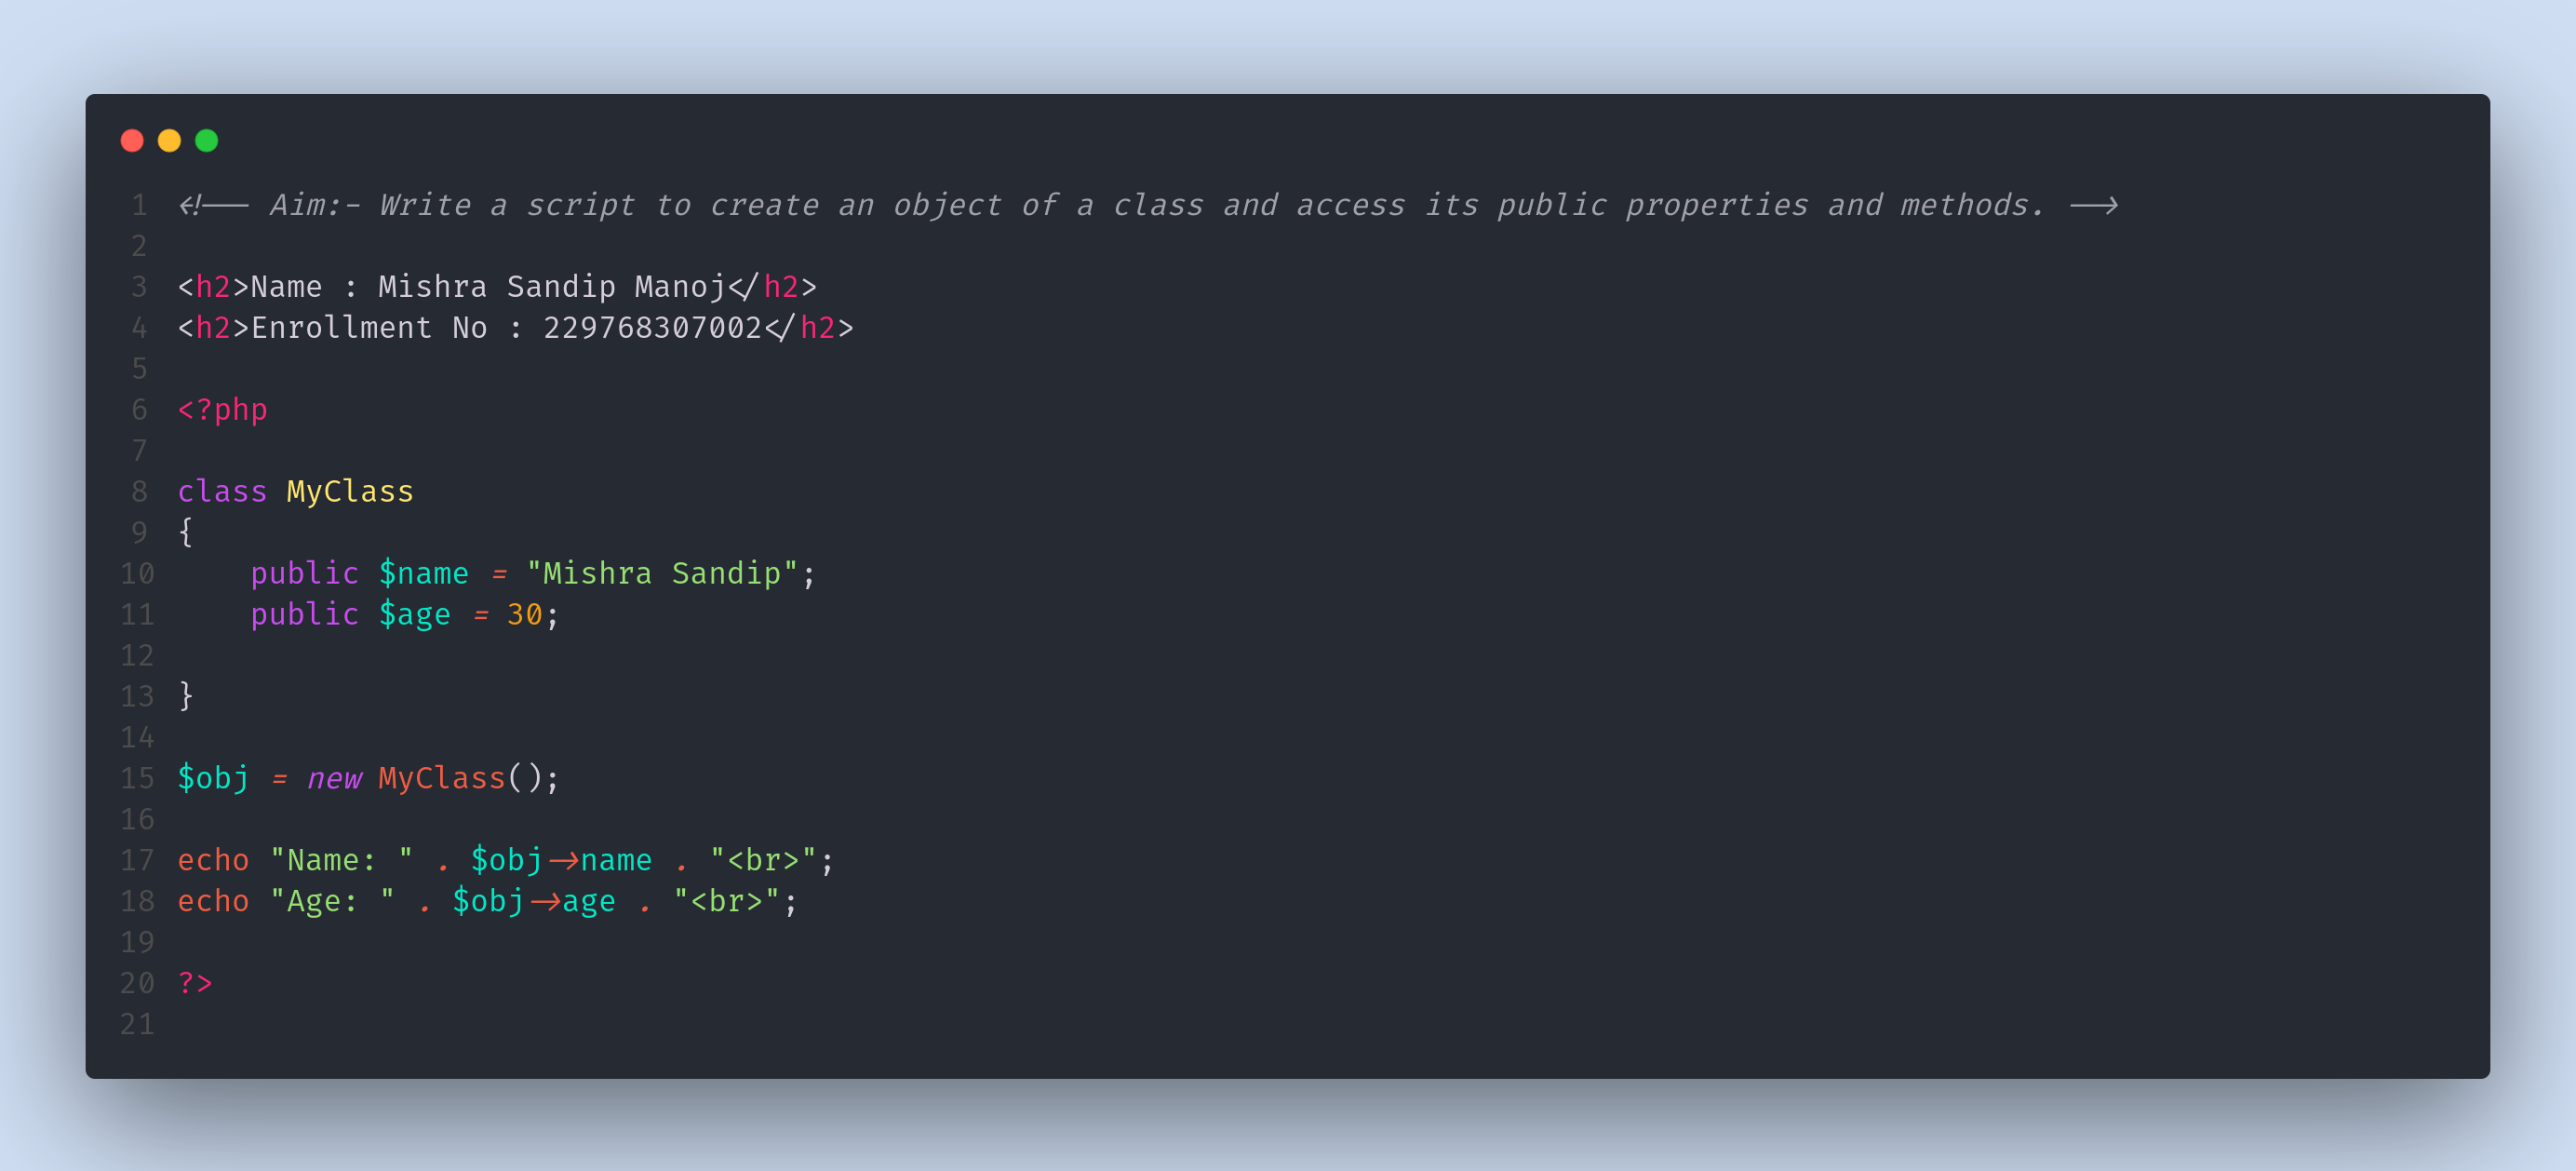 1 <!-- Aim:- Write a script to create an object of a class and access its public properties and methods. -->
2
3 <h2>Name : Mishra Sandip Manoj</h2>
4 <h2>Enrollment No : 229768307002</h2>
5
6 <?php
7
8 class MyClass
9 {
10     public $name = "Mishra Sandip";
11     public $age = 30;
12
13 }
14
15 $obj = new MyClass();
16
17 echo "Name: " . $obj->name . "<br>";
18 echo "Age: " . $obj->age . "<br>";
19
20 ?>
21